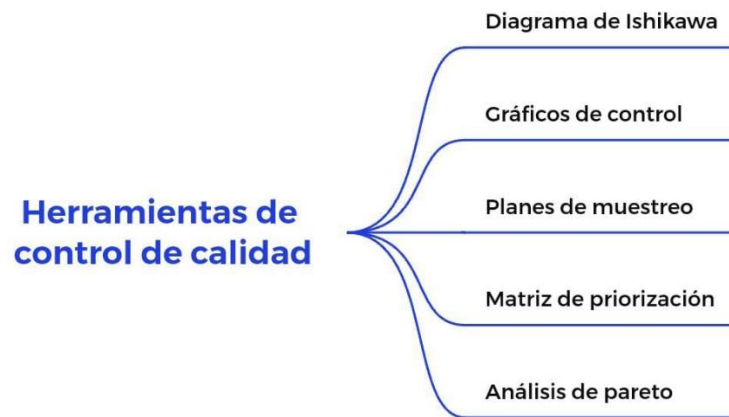 Diagrama de Ishikawa
Gráficos de control
Herramientas de
control de calidad
Planes de muestreo
Matriz de priorización
Análisis de pareto